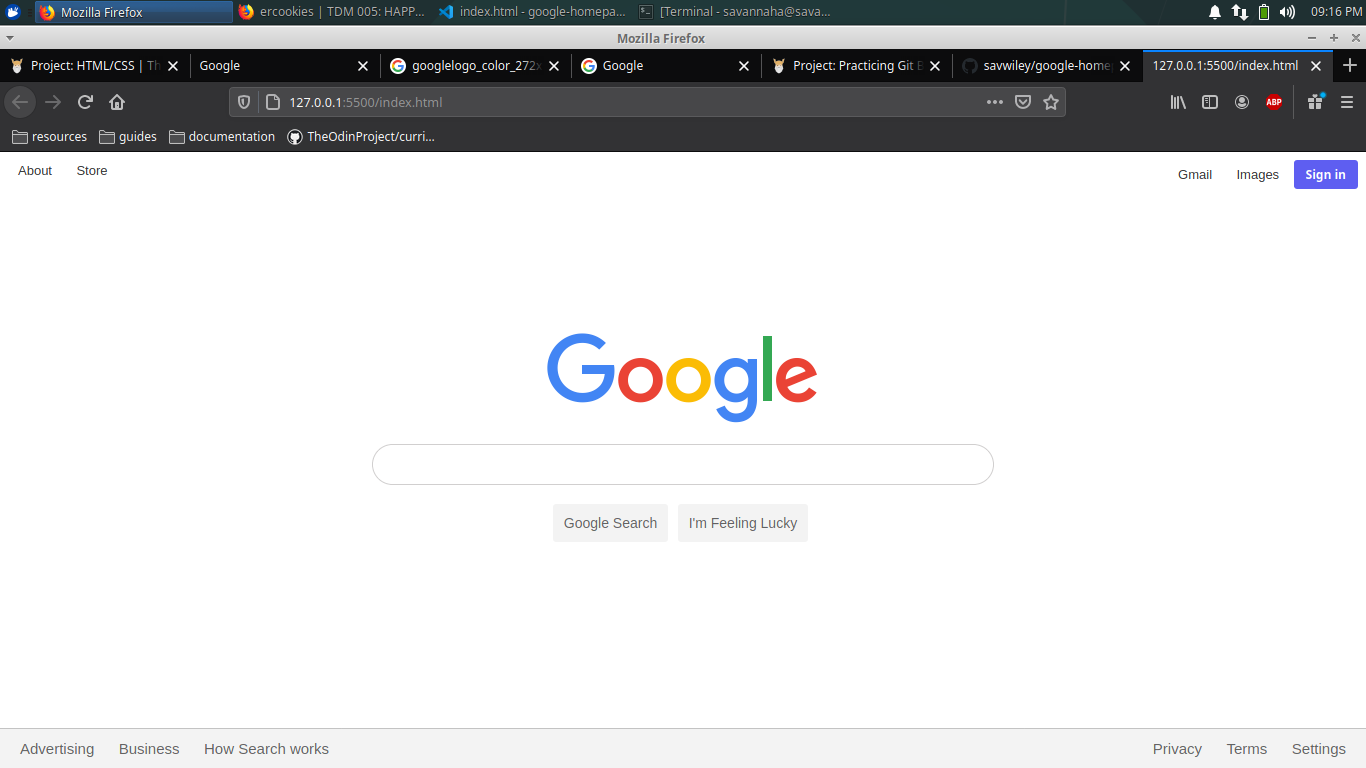 Mozilla Firefox
ercookies | TDM 005: HAPP...
index.html - google-homepa...
[Terminal - savannaha@sava...
09:16 PM
Mozilla Firefox
Project: HTML/CSS | Th
Google
googlelogo_color_272x
Google
Project: Practicing Git B
savwiley/google-home
127.0.0.1:5500/index.html
127.0.0.1:5500/index.html
ABP
resources
guides
documentation
TheOdinProject/curri...
About
Store
Gmail
Images
Sign in
Google
Google Search
I'm Feeling Lucky
Advertising
Business
How Search works
Privacy
Terms
Settings